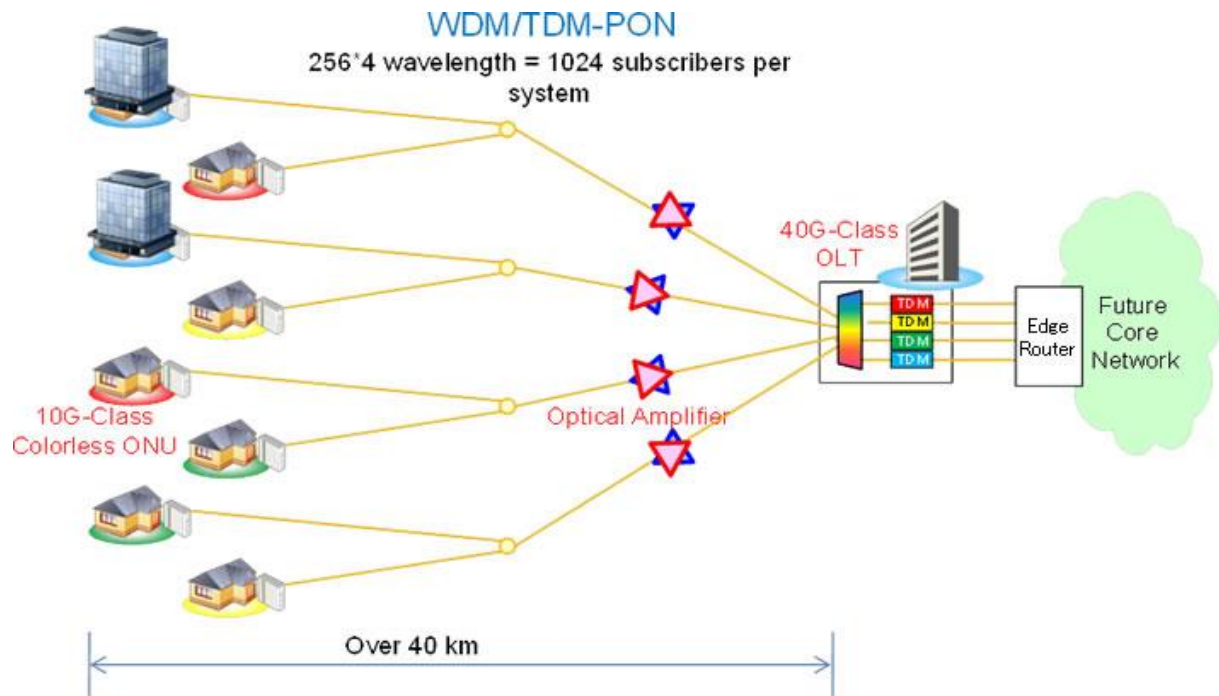 WDM/TDM-PON
256*4 wavelength = 1024 subscribers per
system
40G-Class
OLT
TDM
TDM
TDM
TDM
Edge
Router
Future
Core
Network
10G-Class
Colorless ONU
Optical Amplifier
Over 40 km